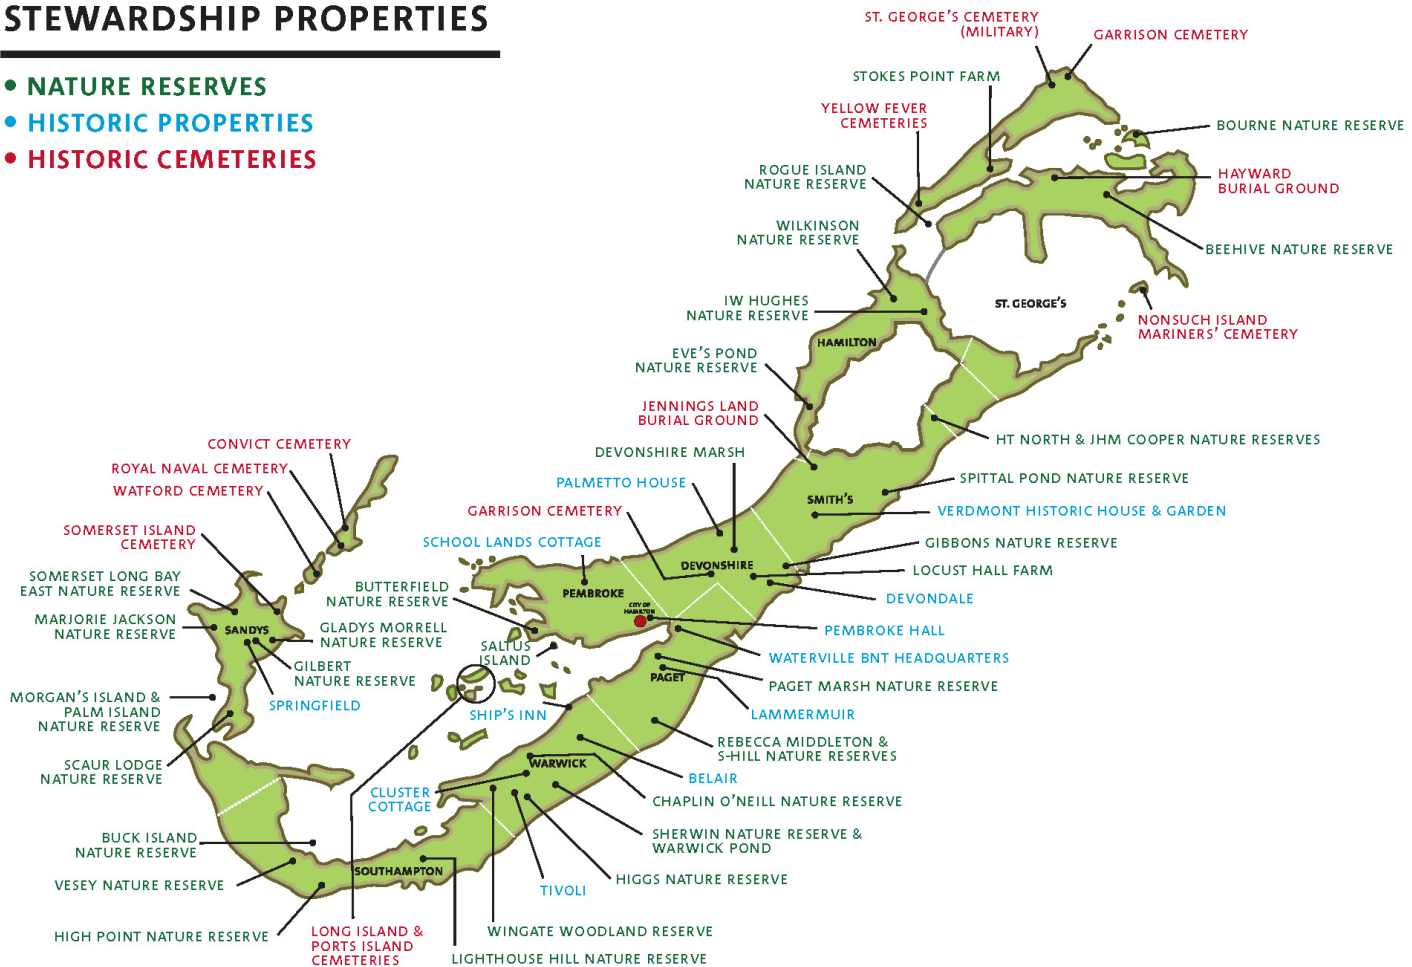 STEWARDSHIP PROPERTIES
• NATURE RESERVES
• HISTORIC PROPERTIES
• HISTORIC CEMETERIES
ST. GEORGE'S CEMETERY
(MILITARY)
GARRISON CEMETERY
STOKES POINT FARM
YELLOW FEVER
CEMETERIES
BOURNE NATURE RESERVE
ROGUE ISLAND
NATURE RESERVE
HAYWARD
BURIAL GROUND
WILKINSON
NATURE RESERVE
BEEHIVE NATURE RESERVE
IW HUGHES
NATURE RESERVE
ST. GEORGE'S
NONSUCH ISLAND
MARINERS' CEMETERY
HAMILTON
EVE'S POND
NATURE RESERVE
JENNINGS LAND
BURIAL GROUND
HT NORTH & JHM COOPER NATURE RESERVES
CONVICT CEMETERY
ROYAL NAVAL CEMETERY
WATFORD CEMETERY
DEVONSHIRE MARSH
PALMETTO HOUSE
SPITTAL POND NATURE RESERVE
SMITH'S
GARRISON CEMETERY
VERDMONT HISTORIC HOUSE & GARDEN
SOMERSET ISLAND
CEMETERY
SCHOOL LANDS COTTAGE
GIBBONS NATURE RESERVE
DEVONSHIRE
LOCUST HALL FARM
SOMERSET LONG BAY
EAST NATURE RESERVE
BUTTERFIELD
NATURE RESERVE
PEMBROKE
DEVONDALE
CITY OF
HAMILTON
MARJORIE JACKSON
NATURE RESERVE
SANDYS
GLADYS MORRELL
NATURE RESERVE
PEMBROKE HALL
SALTUS
ISLAND
WATERVILLE BNT HEADQUARTERS
GILBERT
NATURE RESERVE
PAGET
PAGET MARSH NATURE RESERVE
MORGAN'S ISLAND &
PALM ISLAND
NATURE RESERVE
SPRINGFIELD
SHIP'S INN
LAMMERMUIR
REBECCA MIDDLETON &
S-HILL NATURE RESERVES
SCAUR LODGE
NATURE RESERVE
WARWICK
BELAIR
CLUSTER
COTTAGE
CHAPLIN O'NEILL NATURE RESERVE
BUCK ISLAND
NATURE RESERVE
SHERWIN NATURE RESERVE &
WARWICK POND
SOUTHAMPTON
VESEY NATURE RESERVE
HIGGS NATURE RESERVE
TIVOLI
HIGH POINT NATURE RESERVE
LONG ISLAND &
PORTS ISLAND
CEMETERIES
WINGATE WOODLAND RESERVE
LIGHTHOUSE HILL NATURE RESERVE